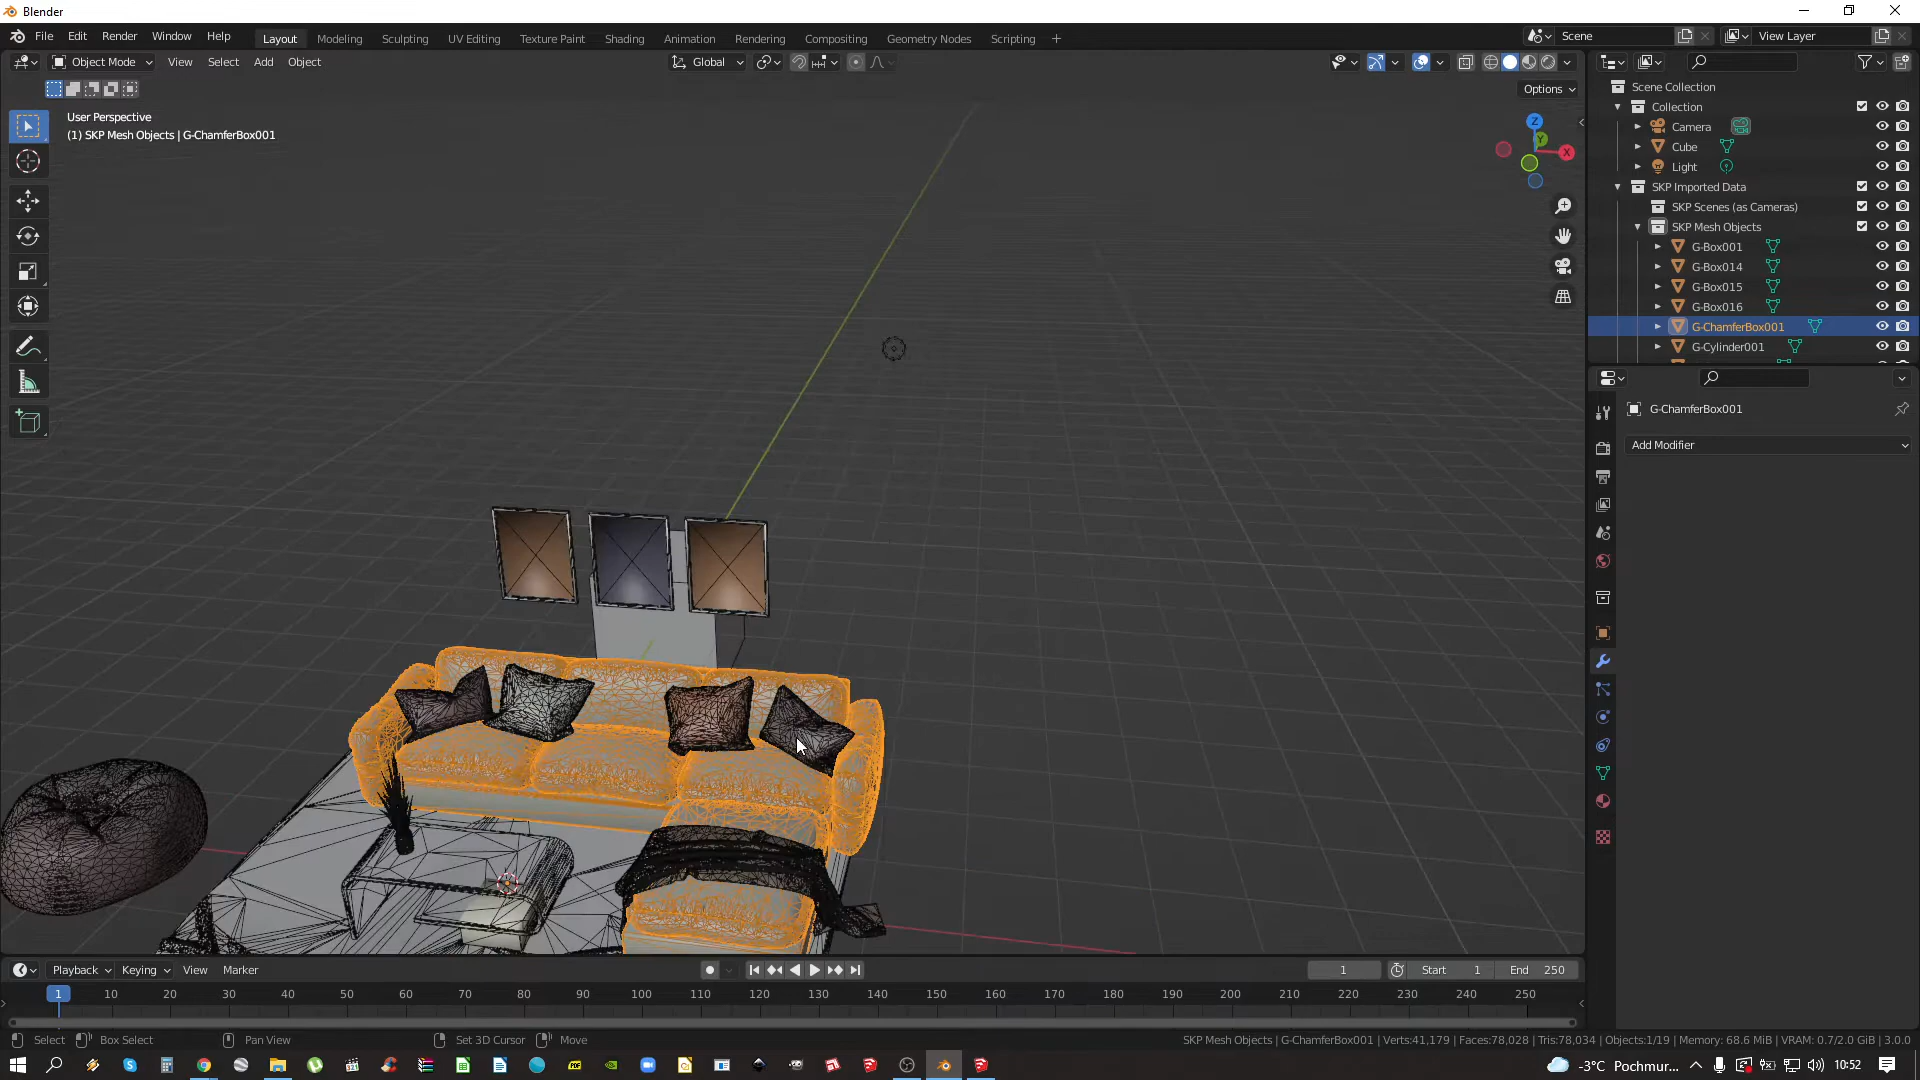 Blender
File Edit Render Window Help Layout Modeling Sculpting UV Editing Texture Paint Shading Animation Rendering Compositing Geometry Nodes Scripting + Scene View Layer
Object Mode View Select Add Object Global
Options
User Perspective
(1) SKP Mesh Objects | G-ChamferBox001
Z
Y
X
Scene Collection
Collection
Camera
Cube
Light
SKP Imported Data
SKP Scenes (as Cameras)
SKP Mesh Objects
G-Box001
G-Box014
G-Box015
G-Box016
G-ChamferBox001
G-Cylinder001
G-ChamferBox001
Add Modifier
Playback Keying View Marker 1 Start 1 End 250
1 10 20 30 40 50 60 70 80 90 100 110 120 130 140 150 160 170 180 190 200 210 220 230 240 250
Select Box Select Pan View Set 3D Cursor Move SKP Mesh Objects | G-ChamferBox001 | Verts:41,179 | Faces:78,028 | Tris:78,034 | Objects:1/19 | Memory: 68.6 MiB | VRAM: 0.7/2.0 GiB | 3.0.0
-3°C Pochmur... 10:52